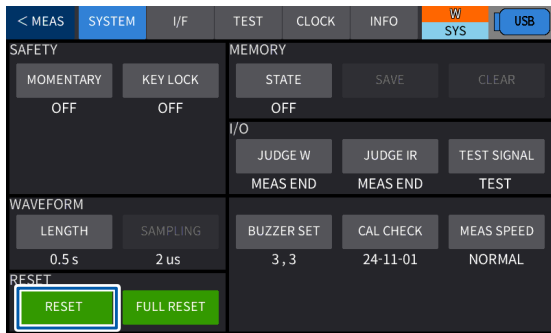 < MEAS SYSTEM I/F TEST CLOCK INFO W SYS USB
SAFETY MEMORY
MOMENTARY KEY LOCK STATE SAVE CLEAR
OFF OFF OFF
I/O
JUDGE W JUDGE IR TEST SIGNAL
MEAS END MEAS END TEST
WAVEFORM
LENGTH SAMPLING BUZZER SET CAL CHECK MEAS SPEED
0.5 s 2 us 3 , 3 24-11-01 NORMAL
RESET
RESET FULL RESET